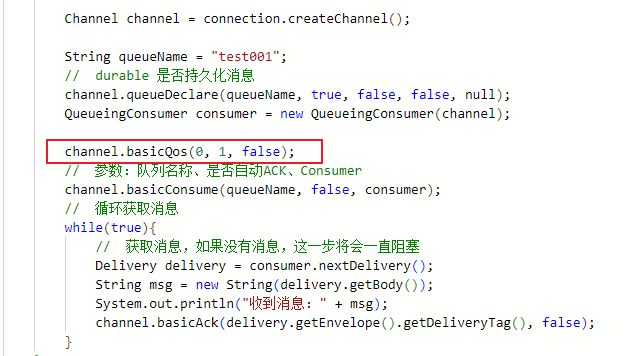 Channel channel = connection.createChannel();
String queueName = "test001";
// durable 是否持久化消息
channel.queueDeclare(queueName, true, false, false, null);
QueueingConsumer consumer = new QueueingConsumer(channel);
channel.basicQos(0, 1, false);
// 参数：队列名称、是否自动ACK、Consumer
channel.basicConsume(queueName, false, consumer);
// 循环获取消息
while(true){
// 获取消息，如果没有消息，这一步将会一直阻塞
Delivery delivery = consumer.nextDelivery();
String msg = new String(delivery.getBody());
System.out.println("收到消息：" + msg);
channel.basicAck(delivery.getEnvelope().getDeliveryTag(), false);
}